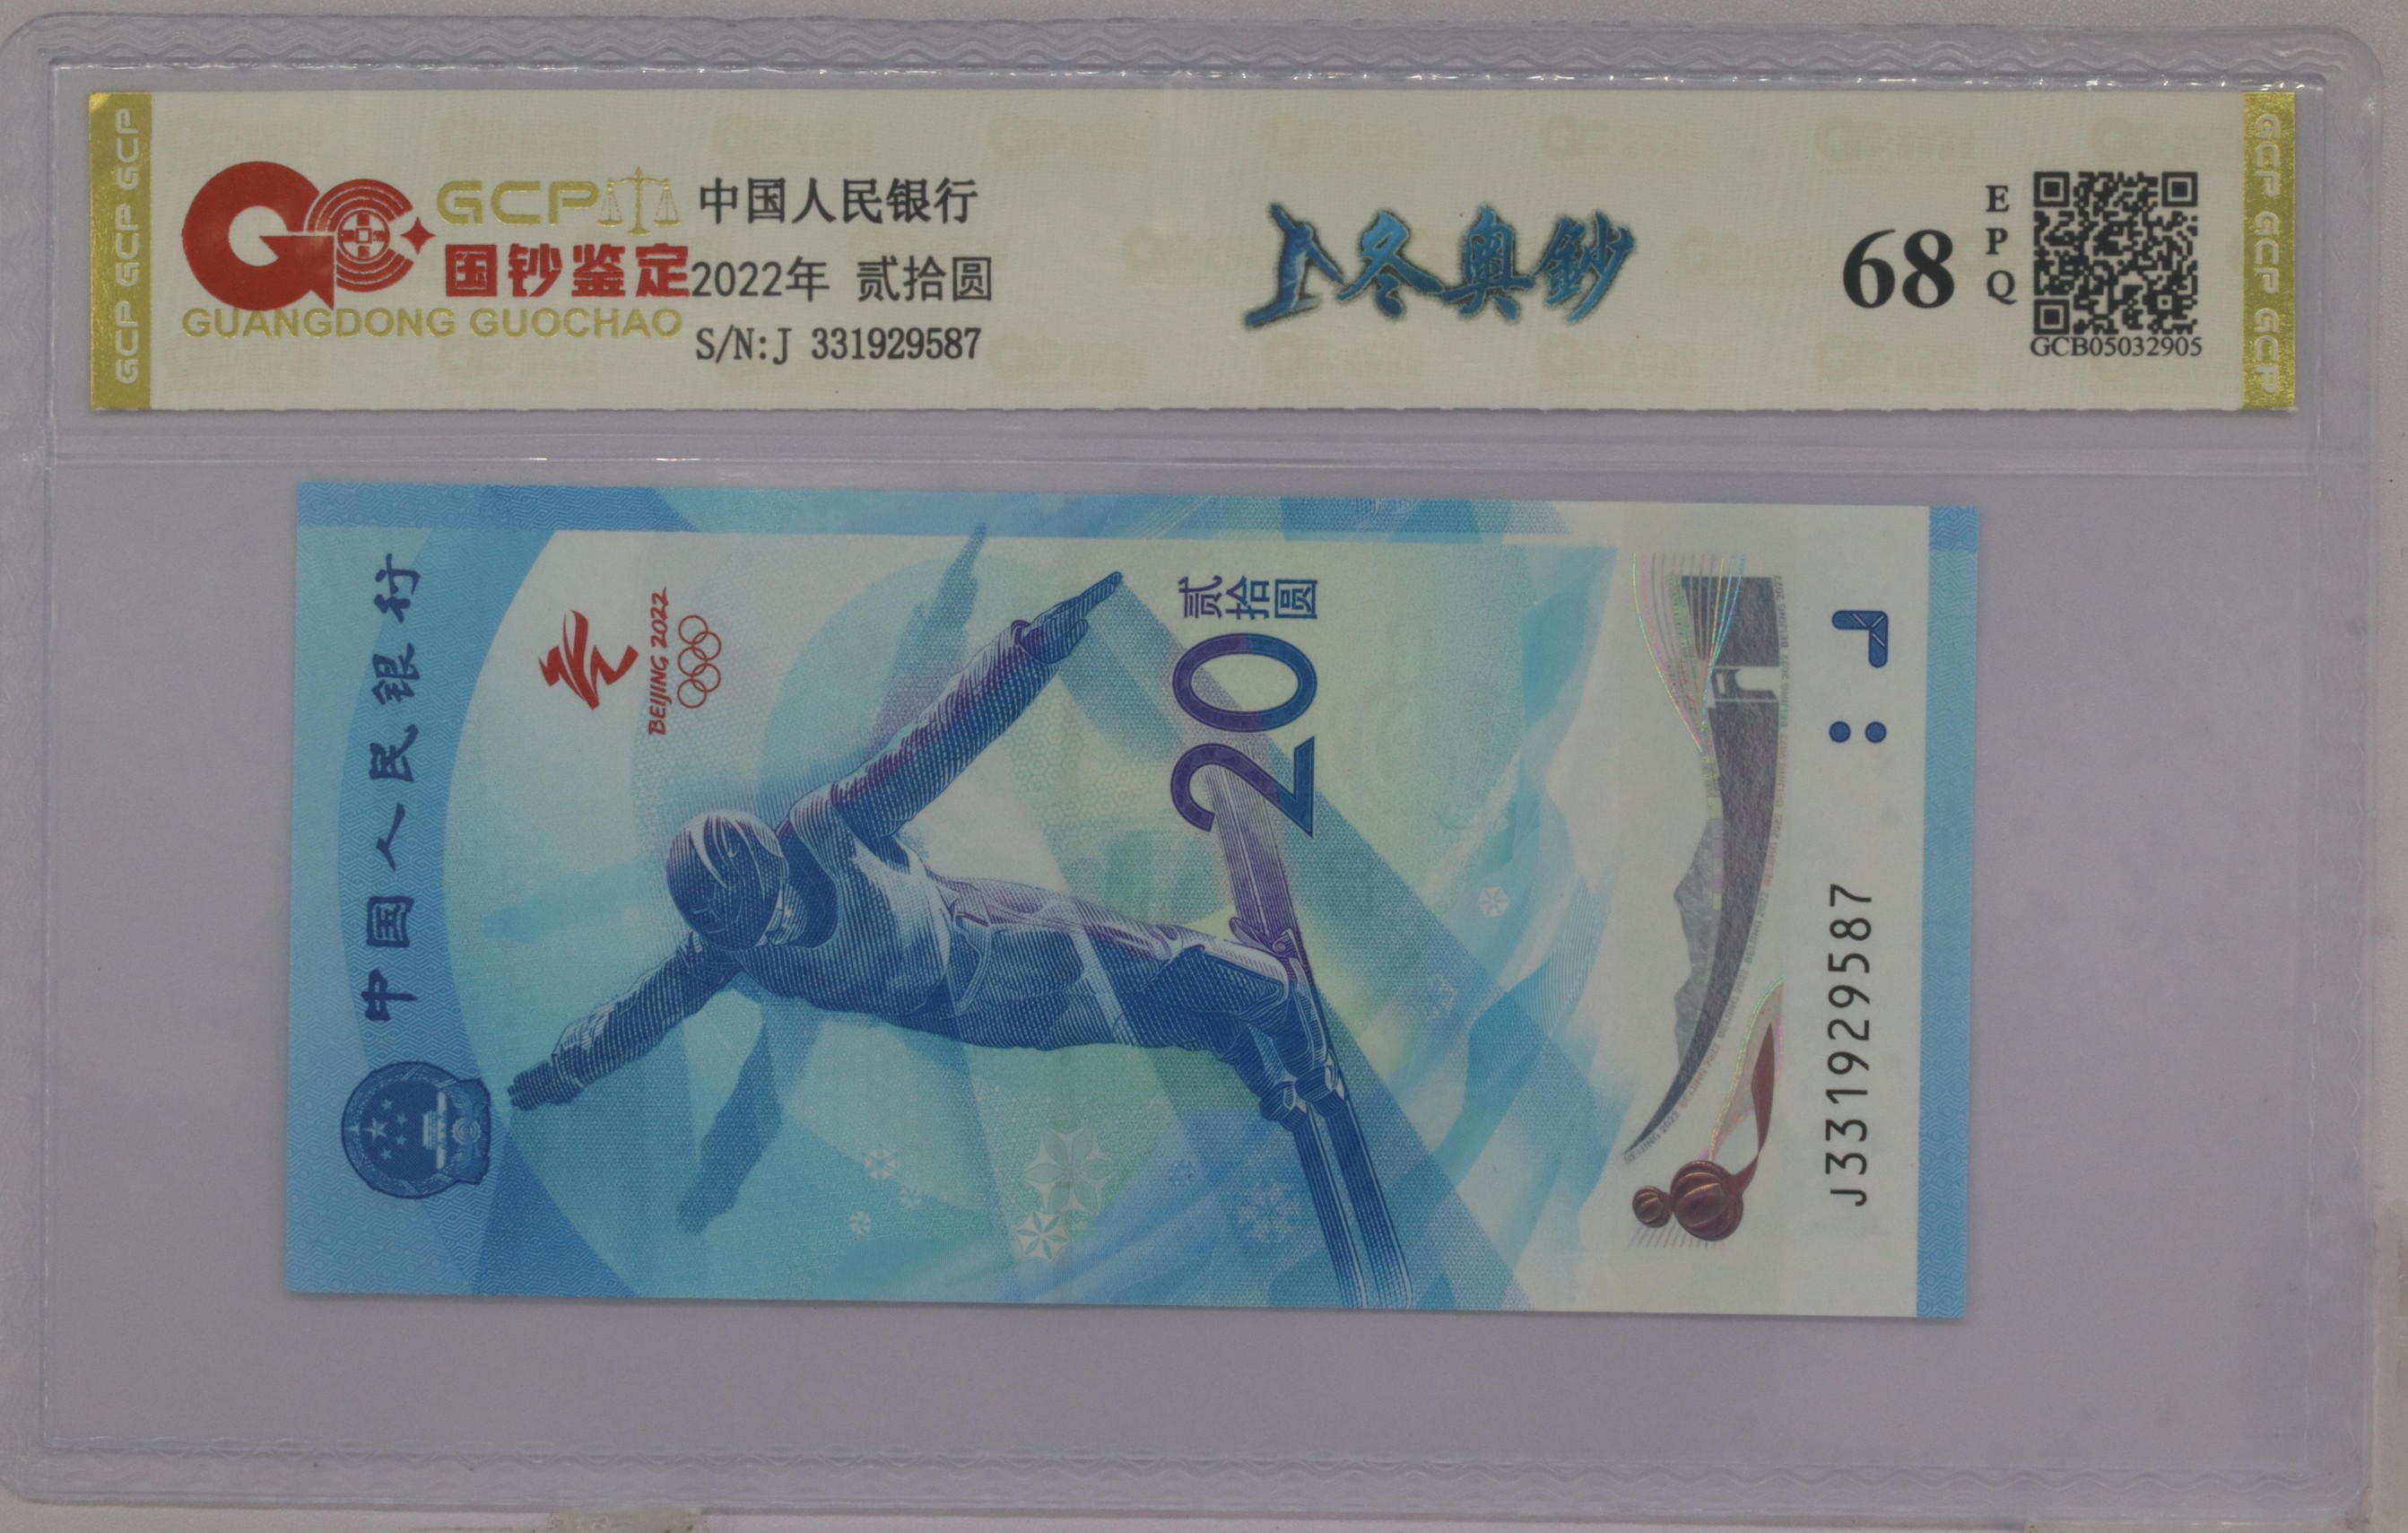 GCP GCP GCP
GCP
国钞鉴定
GUANGDONG GUOCHAO
中国人民银行
2022年 贰拾圆
S/N:J 331929587
冬奥鈔
68
EPQ
GCB05032905
GCP GCP GCP
中国人民银行
BEIJING 2022
贰拾圆
20
J331929587